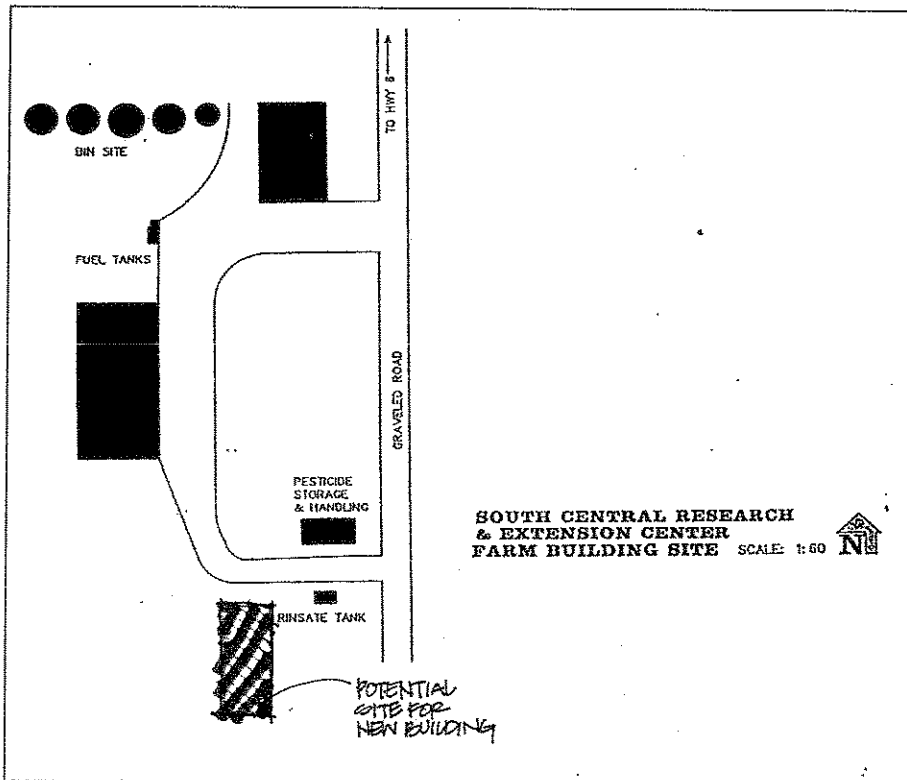 TO HWY 6
BIN SITE
FUEL TANKS
GRAVELED ROAD
PESTICIDE
STORAGE
& HANDLING
SOUTH CENTRAL RESEARCH
& EXTENSION CENTER
FARM BUILDING SITE SCALE: 1:60
N
RINSATE TANK
POTENTIAL
SITE FOR
NEW BUILDING